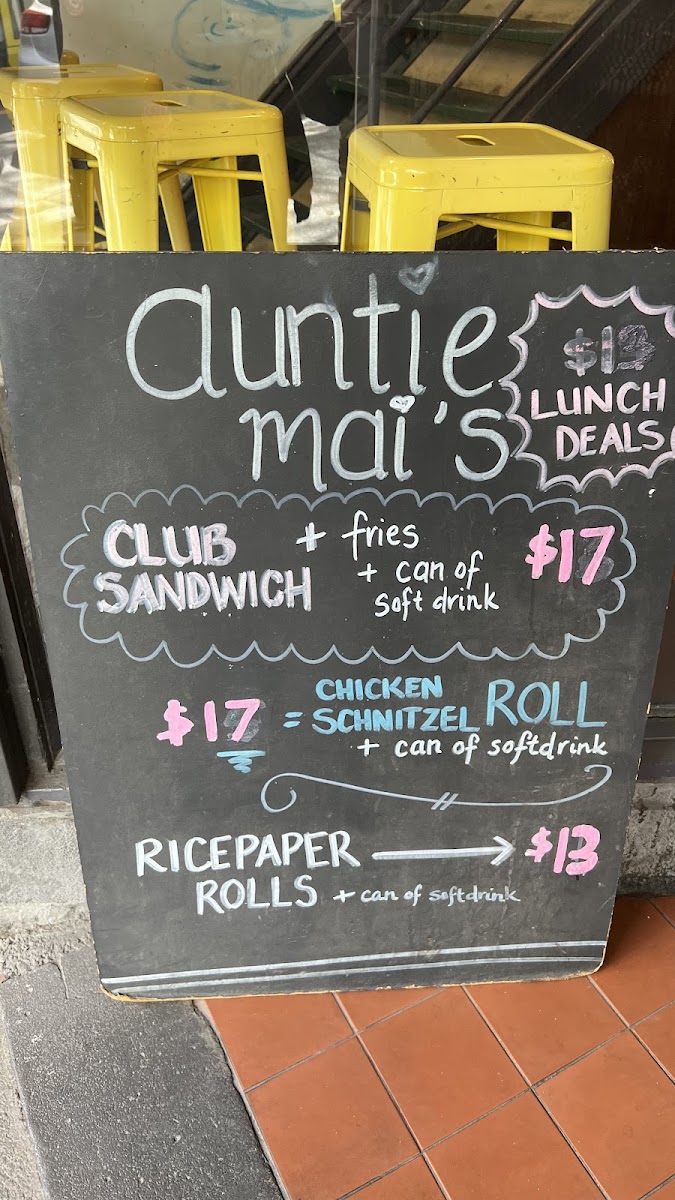 auntie
mai's
$13
LUNCH
DEALS
CLUB
SANDWICH
+ fries
+ can of
soft drink
$17
$17 = CHICKEN
SCHNITZEL ROLL
+ can of softdrink
RICEPAPER → $13
ROLLS + can of softdrink